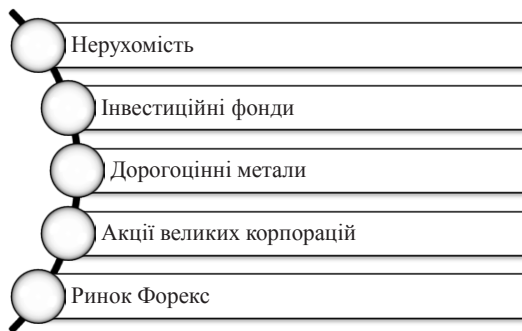 Нерухомість
Інвестиційні фонди
Дорогоцінні метали
Акції великих корпорацій
Ринок Форекс